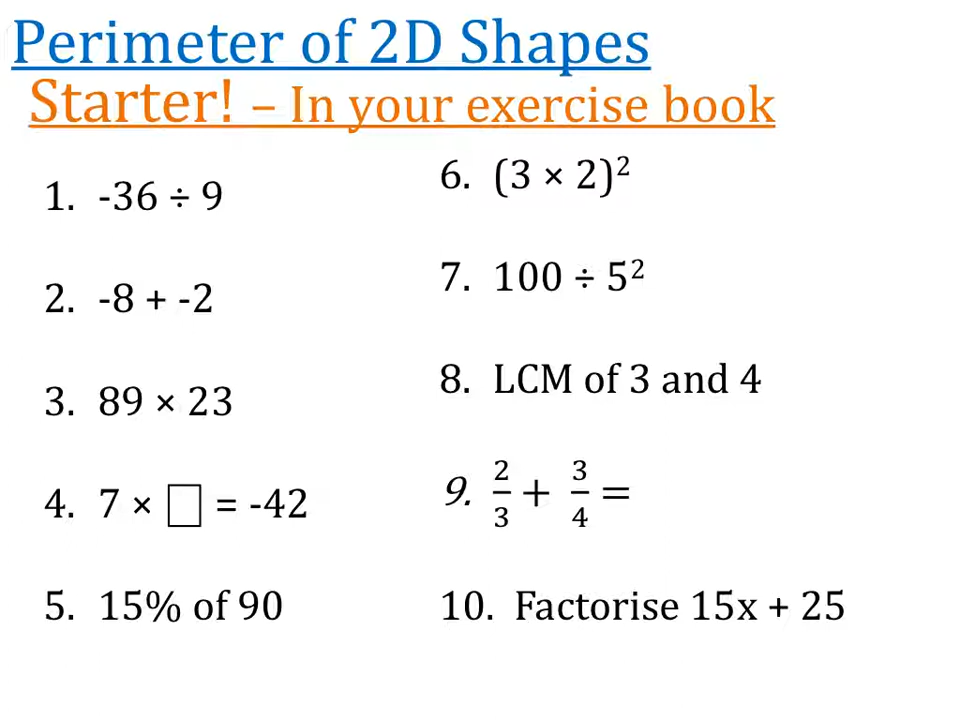 Perimeter of 2D Shapes
Starter! – In your exercise book
1. -36 ÷ 9
2. -8 + -2
3. 89 × 23
4. 7 × □ = -42
5. 15% of 90
6. (3 × 2)²
7. 100 ÷ 5²
8. LCM of 3 and 4
9. 2/3 + 3/4 =
10. Factorise 15x + 25